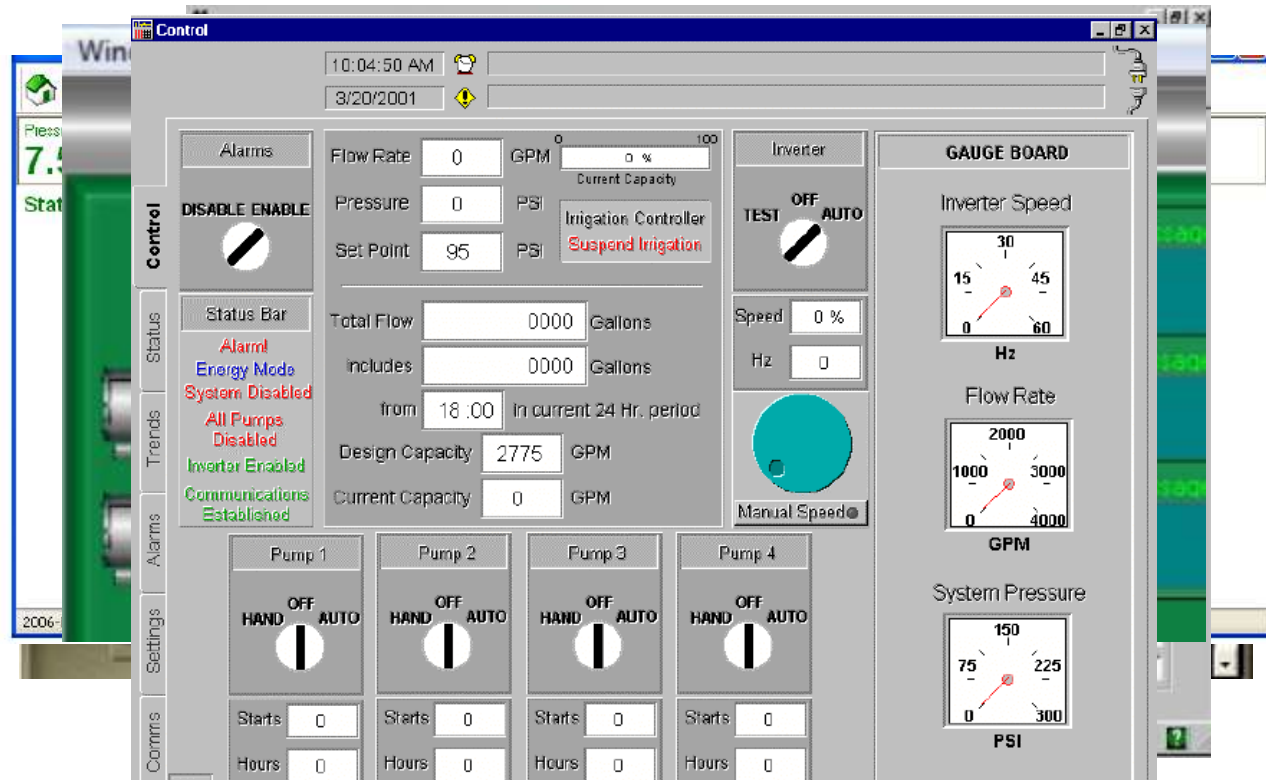 Control
10:04:50 AM
3/20/2001
Alarms
DISABLE ENABLE
Flow Rate 0 GPM
0 100
0 %
Current Capacity
Pressure 0 PSI
Set Point 95 PSI
Irrigation Controller
Suspend Irrigation
Inverter
TEST OFF AUTO
GAUGE BOARD
Inverter Speed
0 15 30 45 60
Hz
Flow Rate
0 1000 2000 3000 4000
GPM
System Pressure
0 75 150 225 300
PSI
Status Bar
Alarm!
Energy Mode
System Disabled
All Pumps
Disabled
Inverter Enabled
Communications
Established
Total Flow 0000 Gallons
includes 0000 Gallons
from 18:00 in current 24 Hr. period
Design Capacity 2775 GPM
Current Capacity 0 GPM
Speed 0 %
Hz 0
Manual Speed
Control
Status
Trends
Alarms
Settings
Comms
Pump 1
HAND OFF AUTO
Starts 0
Hours 0
Pump 2
HAND OFF AUTO
Starts 0
Hours 0
Pump 3
HAND OFF AUTO
Starts 0
Hours 0
Pump 4
HAND OFF AUTO
Starts 0
Hours 0
Win
Press
7.5
Stat
2006-